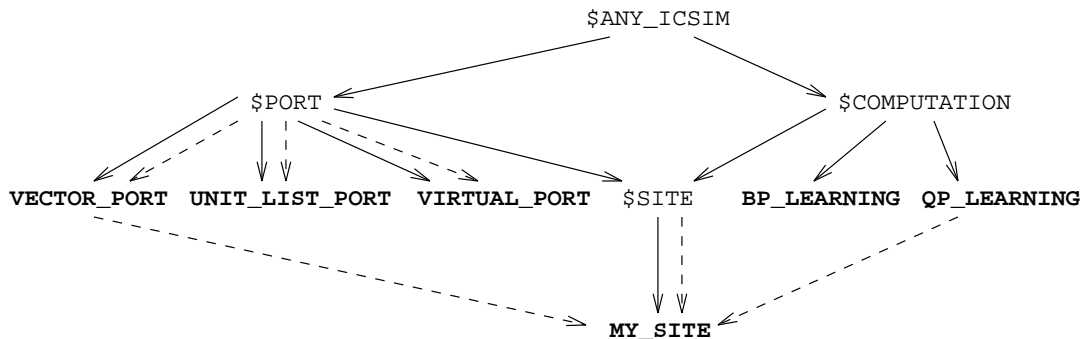 $ANY_ICSIM
$PORT $COMPUTATION
VECTOR_PORT UNIT_LIST_PORT VIRTUAL_PORT $SITE BP_LEARNING QP_LEARNING
MY_SITE